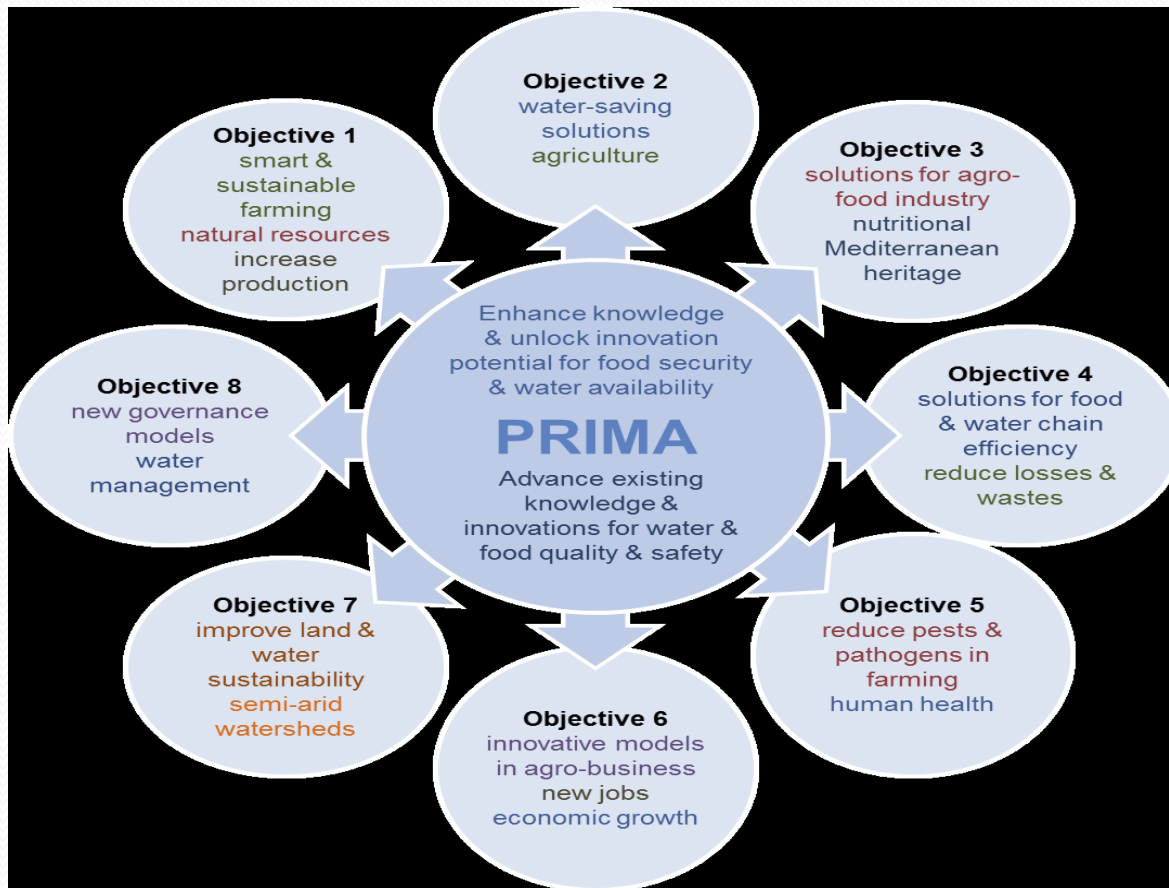 Objective 1
smart &
sustainable
farming
natural resources
increase
production
Objective 2
water-saving
solutions
agriculture
Objective 3
solutions for agro-
food industry
nutritional
Mediterranean
heritage
Objective 4
solutions for food
& water chain
efficiency
reduce losses &
wastes
Objective 5
reduce pests &
pathogens in
farming
human health
Objective 6
innovative models
in agro-business
new jobs
economic growth
Objective 7
improve land &
water
sustainability
semi-arid
watersheds
Objective 8
new governance
models
water
management
Enhance knowledge
& unlock innovation
potential for food security
& water availability
PRIMA
Advance existing
knowledge &
innovations for water &
food quality & safety